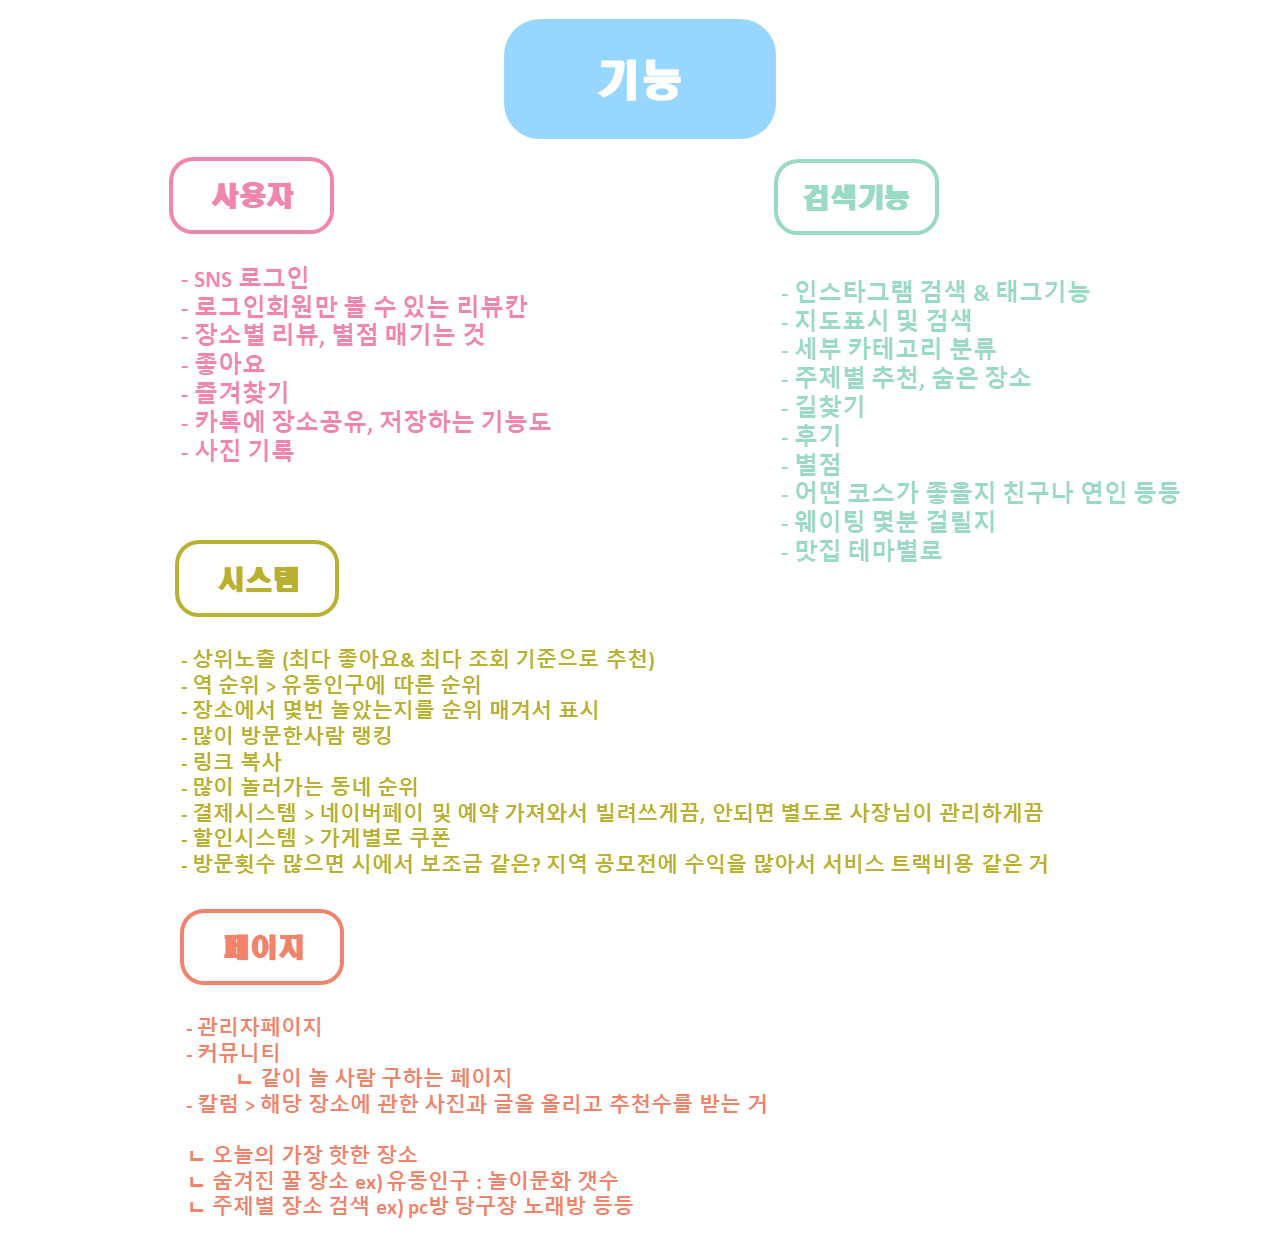 기능
사용자
- SNS 로그인
- 로그인회원만 볼 수 있는 리뷰칸
- 장소별 리뷰, 별점 매기는 것
- 좋아요
- 즐겨찾기
- 카톡에 장소공유, 저장하는 기능도
- 사진 기록
검색기능
- 인스타그램 검색 & 태그기능
- 지도표시 및 검색
- 세부 카테고리 분류
- 주제별 추천, 숨은 장소
- 길찾기
- 후기
- 별점
- 어떤 코스가 좋을지 친구나 연인 등등
- 웨이팅 몇분 걸릴지
- 맛집 테마별로
시스템
- 상위노출 (최다 좋아요& 최다 조회 기준으로 추천)
- 역 순위 > 유동인구에 따른 순위
- 장소에서 몇번 놀았는지를 순위 매겨서 표시
- 많이 방문한사람 랭킹
- 링크 복사
- 많이 놀러가는 동네 순위
- 결제시스템 > 네이버페이 및 예약 가져와서 빌려쓰게끔, 안되면 별도로 사장님이 관리하게끔
- 할인시스템 > 가게별로 쿠폰
- 방문횟수 많으면 시에서 보조금 같은? 지역 공모전에 수익을 많아서 서비스 트랙비용 같은 거
페이지
- 관리자페이지
- 커뮤니티
ㄴ 같이 놀 사람 구하는 페이지
- 칼럼 > 해당 장소에 관한 사진과 글을 올리고 추천수를 받는 거
ㄴ 오늘의 가장 핫한 장소
ㄴ 숨겨진 꿀 장소 ex) 유동인구 : 놀이문화 갯수
ㄴ 주제별 장소 검색 ex) pc방 당구장 노래방 등등